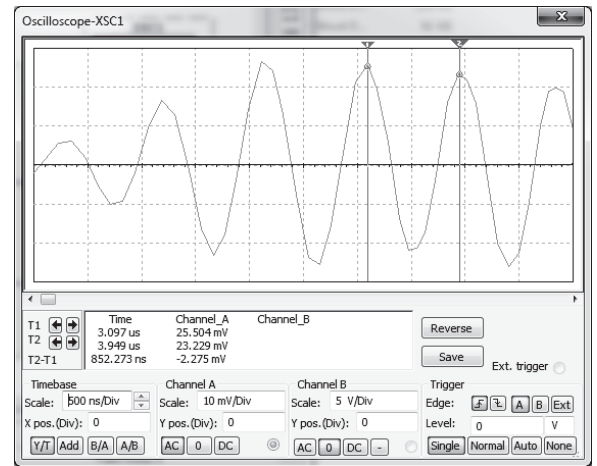 Oscilloscope-XSC1
1 2
T1
T2
T2-T1
Time Channel_A Channel_B
3.097 us 25.504 mV
3.949 us 23.229 mV
852.273 ns -2.275 mV
Reverse
Save
Ext. trigger
Timebase
Scale: 500 ns/Div
X pos.(Div): 0
Y/T Add B/A A/B
Channel A
Scale: 10 mV/Div
Y pos.(Div): 0
AC 0 DC
Channel B
Scale: 5 V/Div
Y pos.(Div): 0
AC 0 DC -
Trigger
Edge: A B Ext
Level: 0 V
Single Normal Auto None